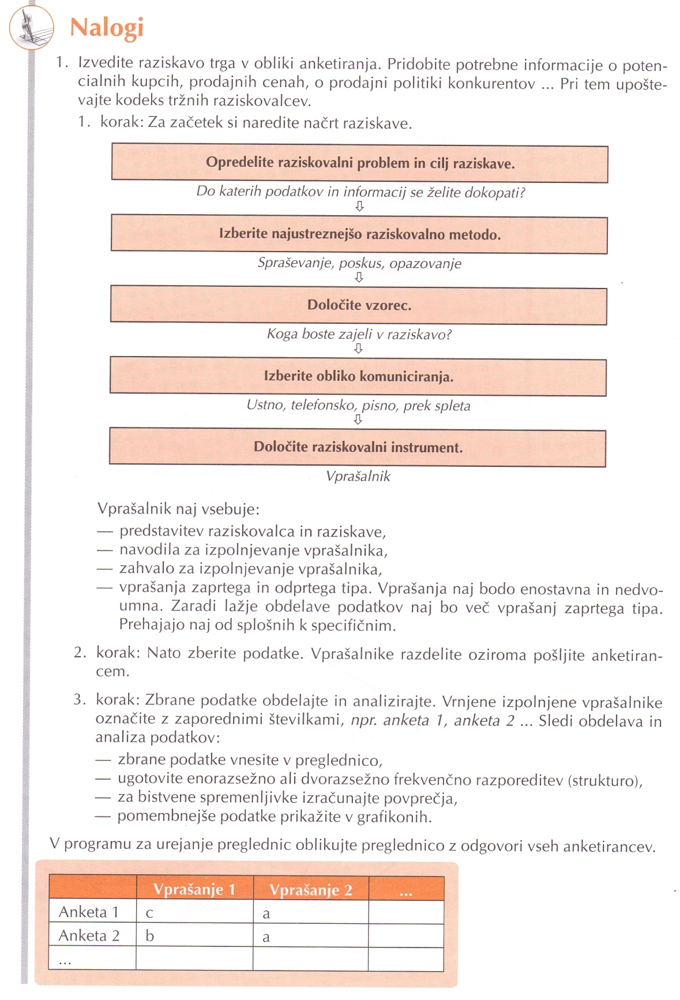 Nalogi
1. Izvedite raziskavo trga v obliki anketiranja. Pridobite potrebne informacije o poten-
cialnih kupcih, prodajnih cenah, o prodajni politiki konkurentov ... Pri tem upošte-
vajte kodeks tržnih raziskovalcev.
1. korak: Za začetek si naredite načrt raziskave.
Opredelite raziskovalni problem in cilj raziskave.
Do katerih podatkov in informacij se želite dokopati?
⇩
Izberite najustreznejšo raziskovalno metodo.
Spraševanje, poskus, opazovanje
⇩
Določite vzorec.
Koga boste zajeli v raziskavo?
⇩
Izberite obliko komuniciranja.
Ustno, telefonsko, pisno, prek spleta
⇩
Določite raziskovalni instrument.
Vprašalnik
Vprašalnik naj vsebuje:
— predstavitev raziskovalca in raziskave,
— navodila za izpolnjevanje vprašalnika,
— zahvalo za izpolnjevanje vprašalnika,
— vprašanja zaprtega in odprtega tipa. Vprašanja naj bodo enostavna in nedvo-
umna. Zaradi lažje obdelave podatkov naj bo več vprašanj zaprtega tipa.
Prehajajo naj od splošnih k specifičnim.
2. korak: Nato zberite podatke. Vprašalnike razdelite oziroma pošljite anketiran-
cem.
3. korak: Zbrane podatke obdelajte in analizirajte. Vrnjene izpolnjene vprašalnike
označite z zaporednimi številkami, npr. anketa 1, anketa 2 ... Sledi obdelava in
analiza podatkov:
— zbrane podatke vnesite v preglednico,
— ugotovite enorazsežno ali dvorazsežno frekvenčno razporeditev (strukturo),
— za bistvene spremenljivke izračunajte povprečja,
— pomembnejše podatke prikažite v grafikonih.
V programu za urejanje preglednic oblikujte preglednico z odgovori vseh anketirancev.
Vprašanje 1 Vprašanje 2 ...
Anketa 1 c a
Anketa 2 b a
...